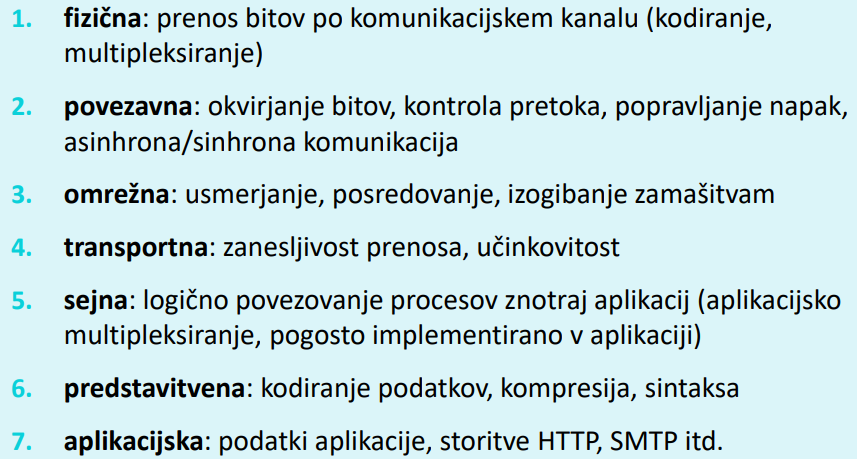 1. fizična: prenos bitov po komunikacijskem kanalu (kodiranje,
multipleksiranje)
2. povezavna: okvirjanje bitov, kontrola pretoka, popravljanje napak,
asinhrona/sinhrona komunikacija
3. omrežna: usmerjanje, posredovanje, izogibanje zamašitvam
4. transportna: zanesljivost prenosa, učinkovitost
5. sejna: logično povezovanje procesov znotraj aplikacij (aplikacijsko
multipleksiranje, pogosto implementirano v aplikaciji)
6. predstavitvena: kodiranje podatkov, kompresija, sintaksa
7. aplikacijska: podatki aplikacije, storitve HTTP, SMTP itd.